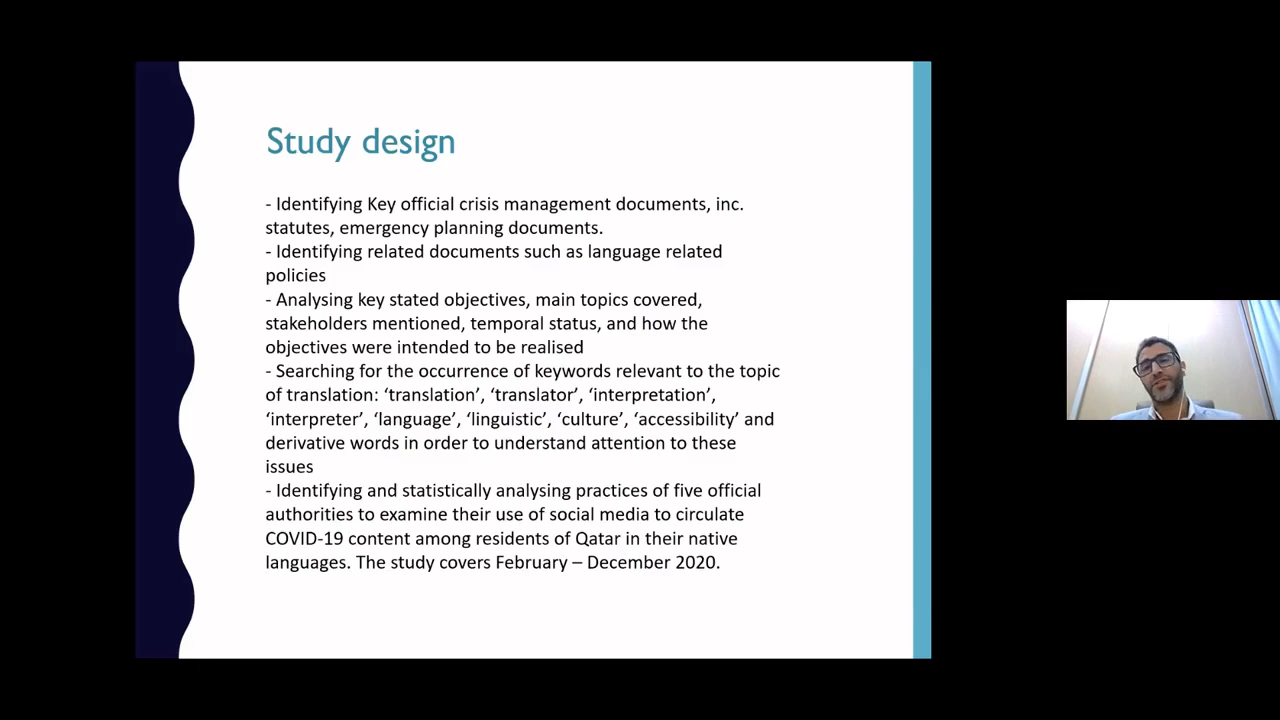 Study design
- Identifying Key official crisis management documents, inc.
statutes, emergency planning documents.
- Identifying related documents such as language related
policies
- Analysing key stated objectives, main topics covered,
stakeholders mentioned, temporal status, and how the
objectives were intended to be realised
- Searching for the occurrence of keywords relevant to the topic
of translation: ‘translation’, ‘translator’, ‘interpretation’,
‘interpreter’, ‘language’, ‘linguistic’, ‘culture’, ‘accessibility’ and
derivative words in order to understand attention to these
issues
- Identifying and statistically analysing practices of five official
authorities to examine their use of social media to circulate
COVID-19 content among residents of Qatar in their native
languages. The study covers February – December 2020.